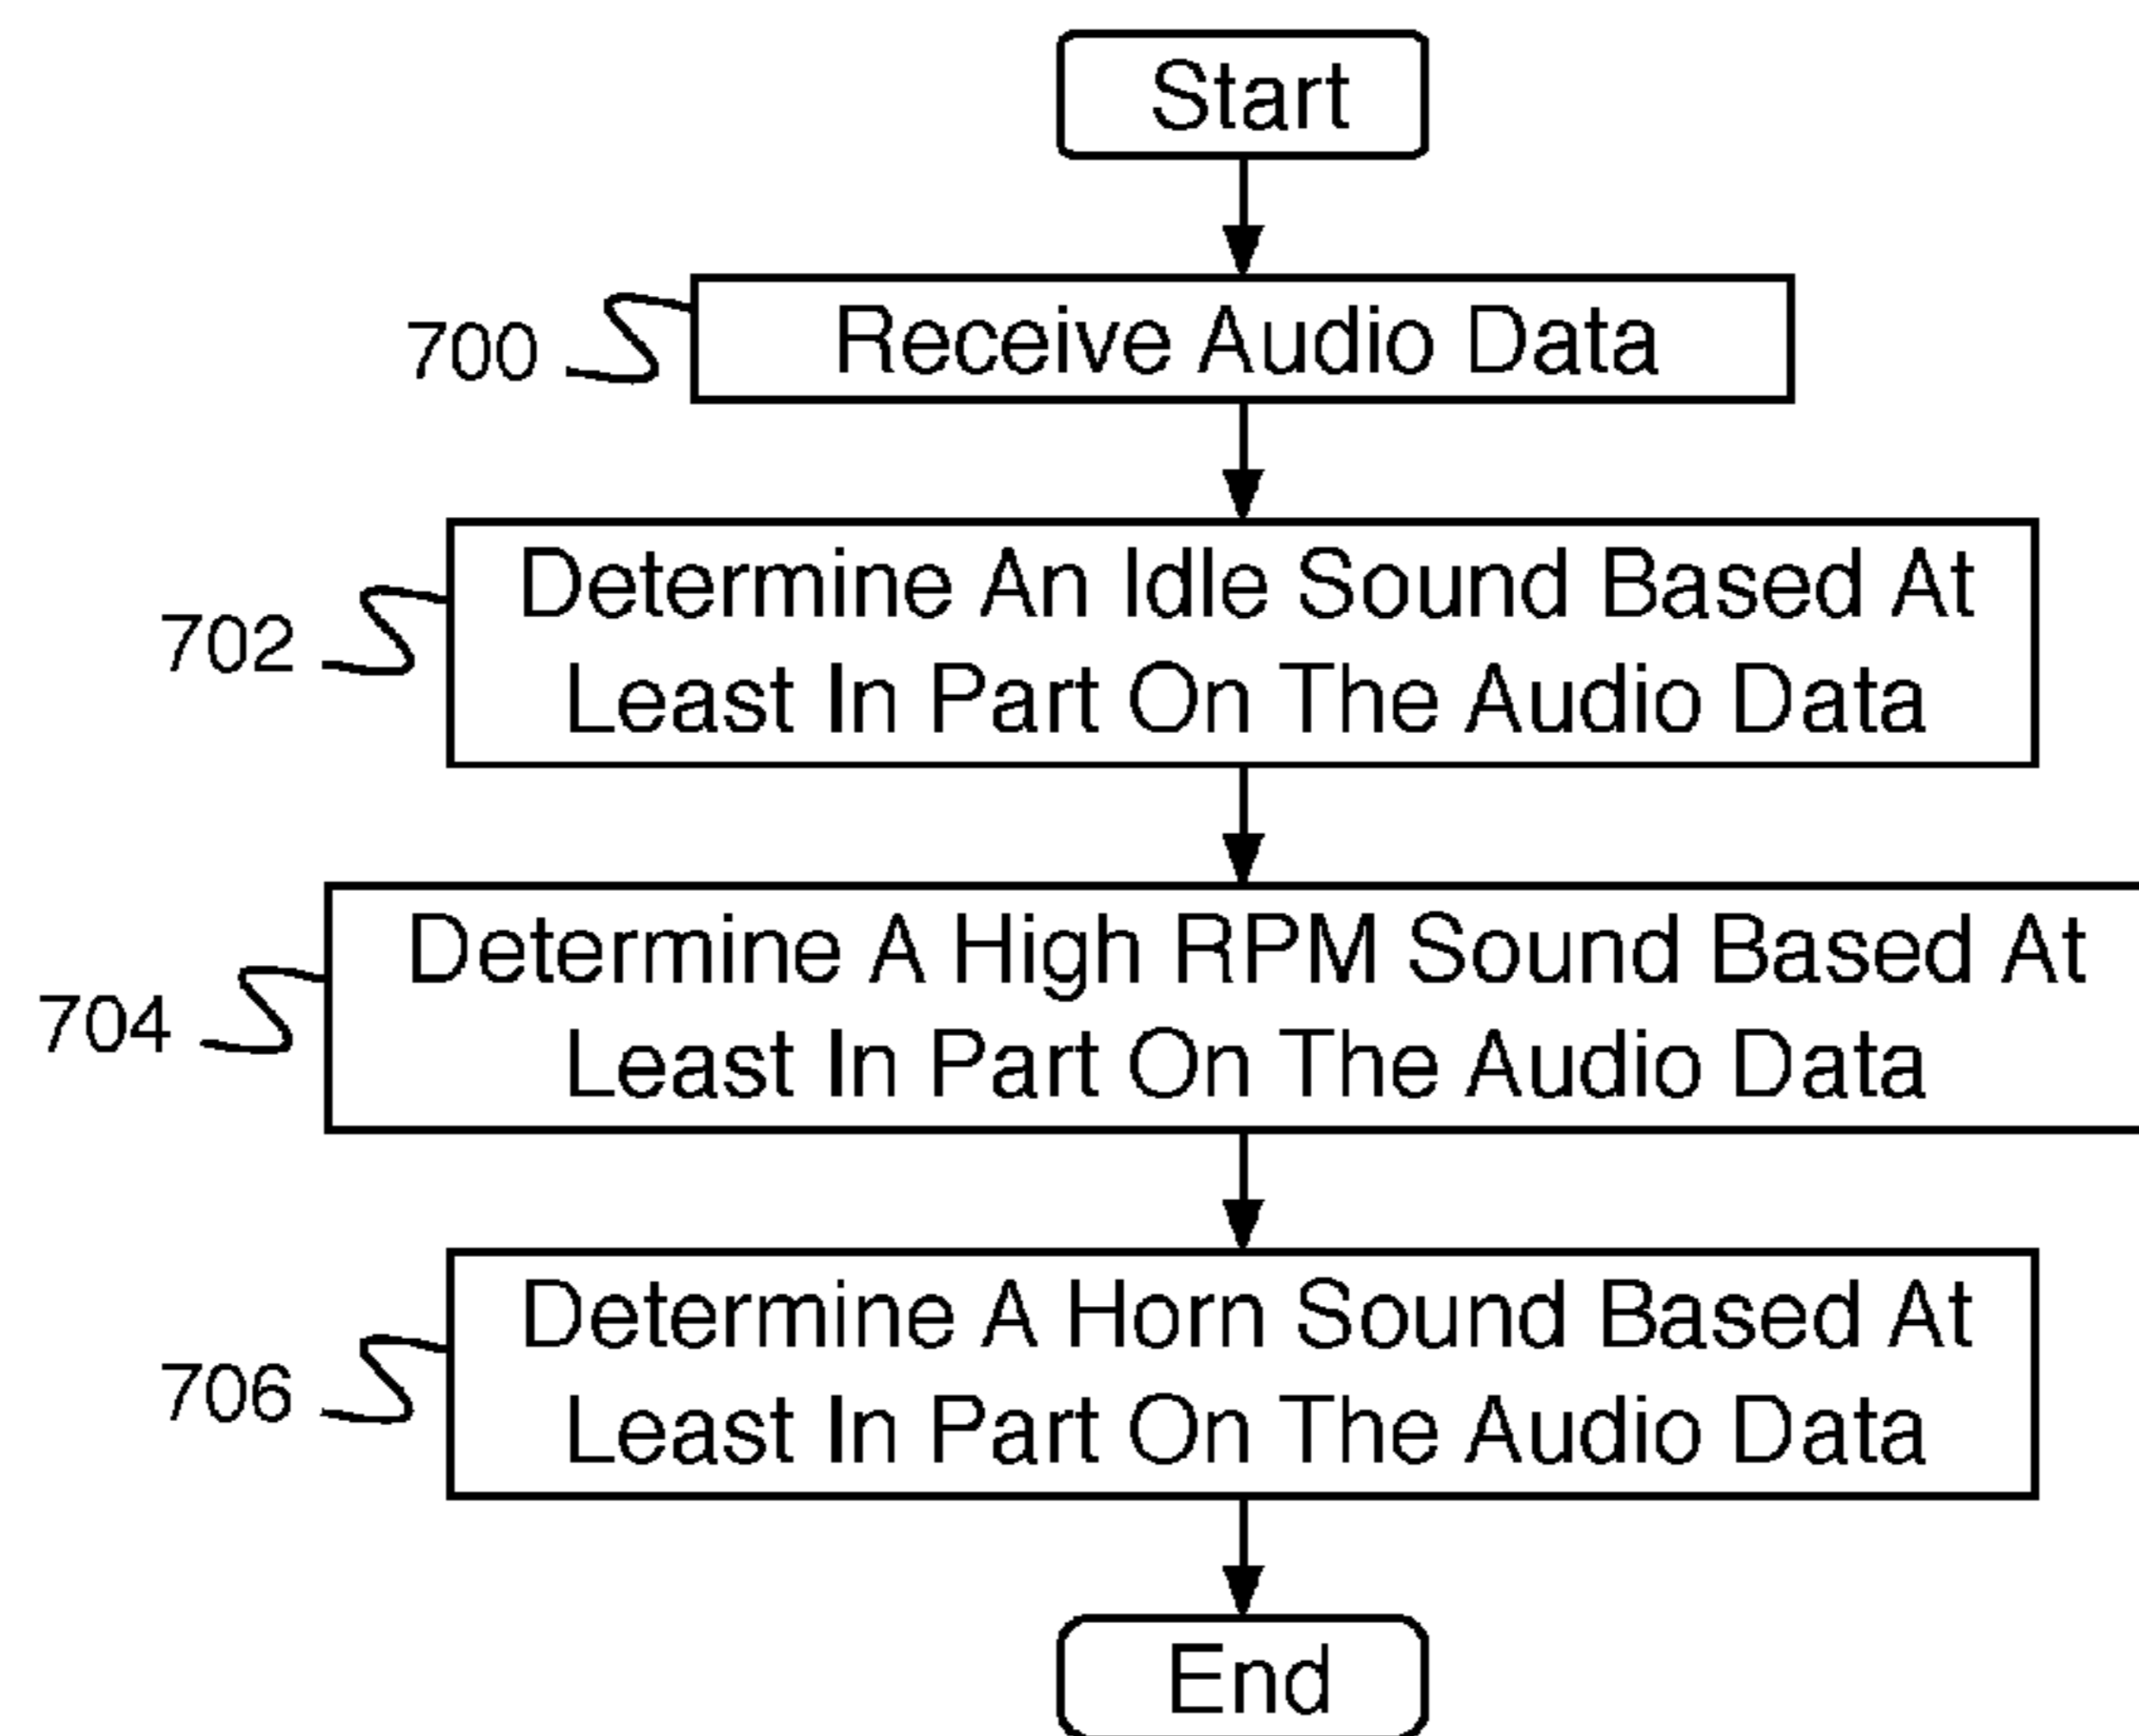 Start
700
Receive Audio Data
702
Determine An Idle Sound Based At
Least In Part On The Audio Data
704
Determine A High RPM Sound Based At
Least In Part On The Audio Data
706
Determine A Horn Sound Based At
Least In Part On The Audio Data
End